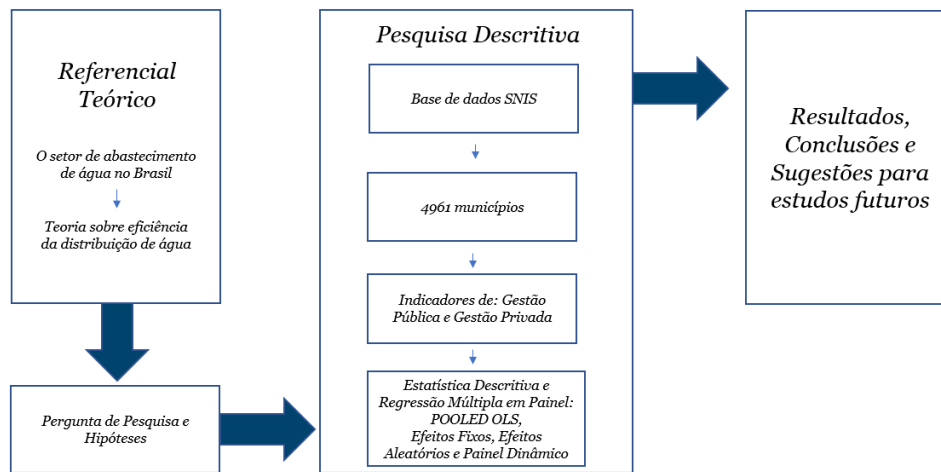 Referencial
Teórico
O setor de abastecimento
de água no Brasil
Teoria sobre eficiência
da distribuição de água
Pergunta de Pesquisa e
Hipóteses
Pesquisa Descritiva
Base de dados SNIS
4961 municípios
Indicadores de: Gestão
Pública e Gestão Privada
Estatística Descritiva e
Regressão Múltipla em Painel:
POOLED OLS,
Efeitos Fixos, Efeitos
Aleatórios e Painel Dinâmico
Resultados,
Conclusões e
Sugestões para
estudos futuros